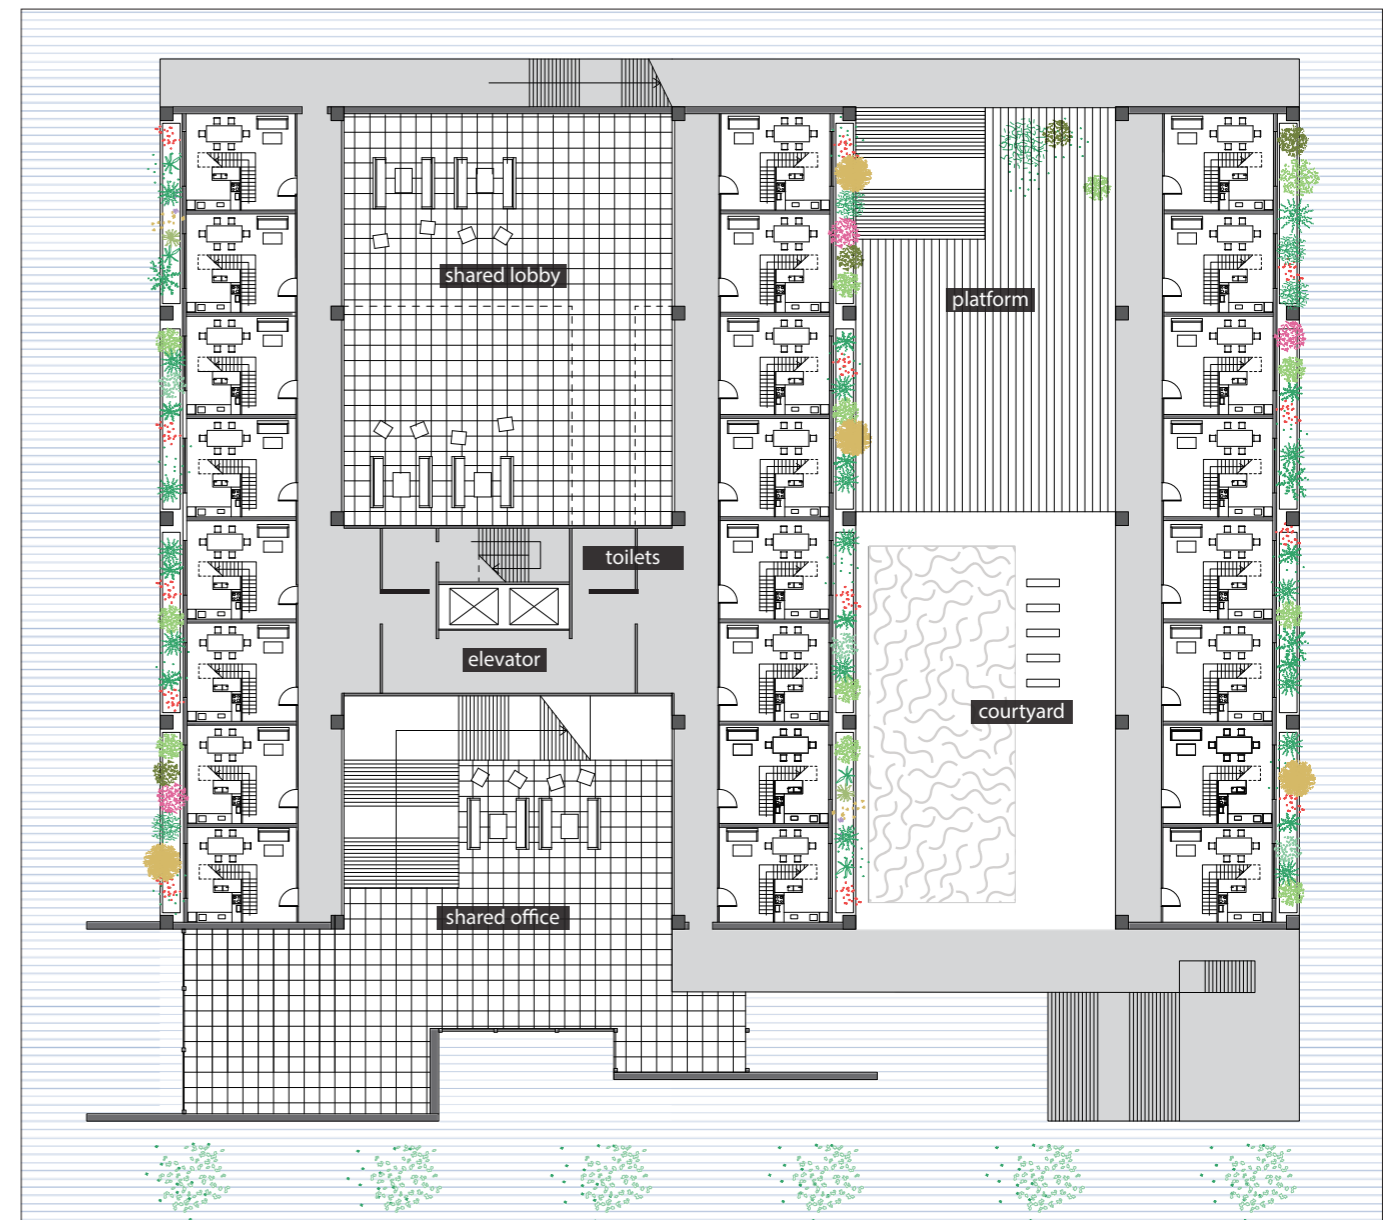 shared lobby
platform
toilets
elevator
courtyard
shared office